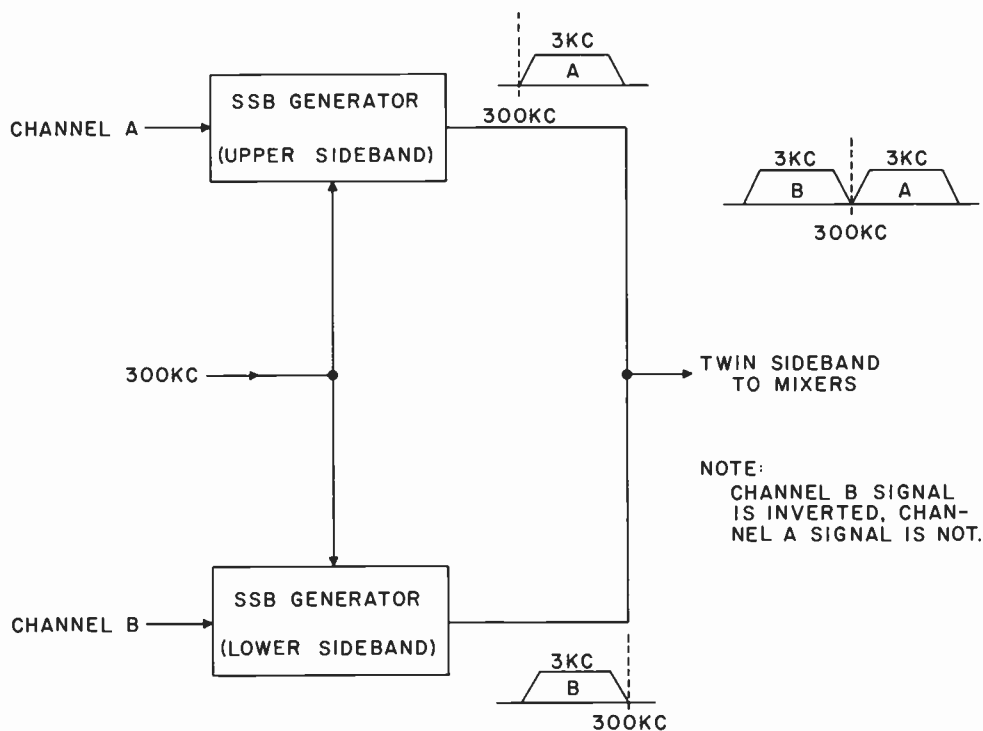 3KC
A
300KC
CHANNEL A
SSB GENERATOR
(UPPER SIDEBAND)
3KC
3KC
B
A
300KC
300KC
TWIN SIDEBAND
TO MIXERS
NOTE:
CHANNEL B SIGNAL
IS INVERTED, CHAN-
NEL A SIGNAL IS NOT.
CHANNEL B
SSB GENERATOR
(LOWER SIDEBAND)
3KC
B
300KC